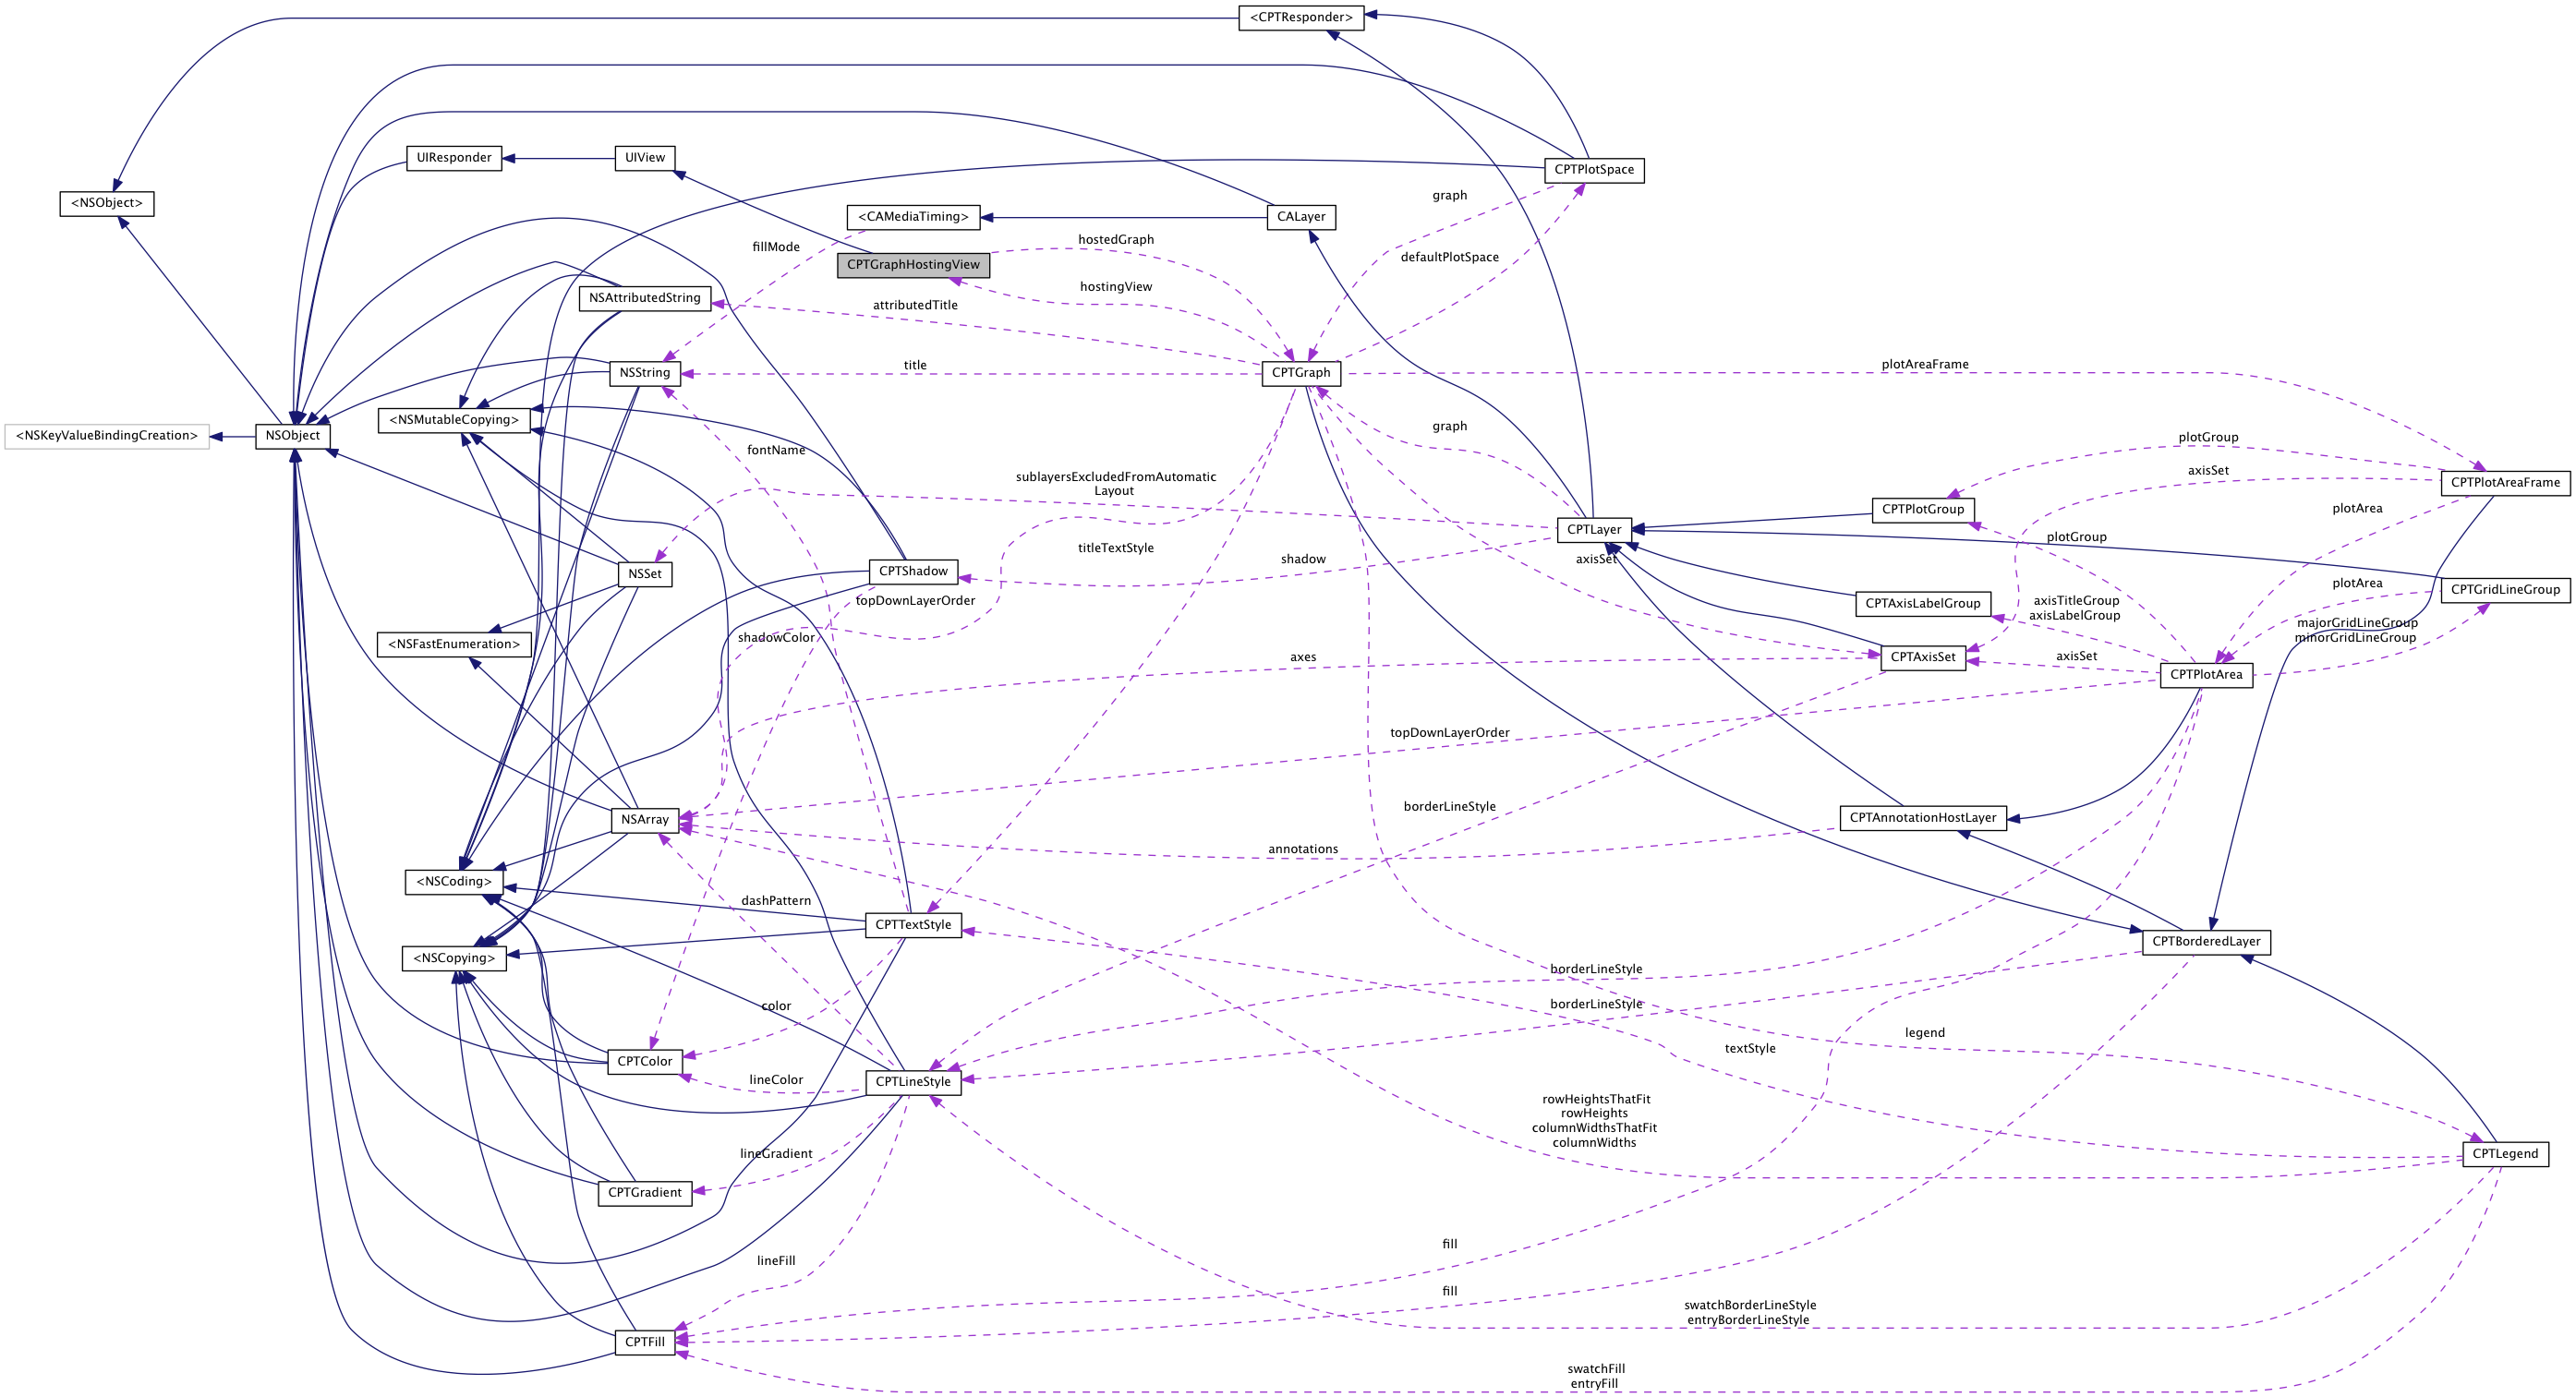 <CPTResponder>
UIResponder
UIView
CPTPlotSpace
<NSObject>
graph
<CAMediaTiming>
CALayer
fillMode
hostedGraph
CPTGraphHostingView
defaultPlotSpace
hostingView
NSAttributedString
attributedTitle
plotAreaFrame
title
NSString
CPTGraph
<NSMutableCopying>
graph
<NSKeyValueBindingCreation>
NSObject
plotGroup
fontName
axisSet
sublayersExcludedFromAutomatic
Layout
CPTPlotAreaFrame
plotArea
CPTPlotGroup
CPTLayer
plotGroup
titleTextStyle
shadow
axisSet
NSSet
CPTShadow
plotArea
CPTGridLineGroup
topDownLayerOrder
axisTitleGroup
axisLabelGroup
CPTAxisLabelGroup
majorGridLineGroup
minorGridLineGroup
shadowColor
<NSFastEnumeration>
axes
CPTAxisSet
axisSet
CPTPlotArea
topDownLayerOrder
borderLineStyle
NSArray
CPTAnnotationHostLayer
annotations
<NSCoding>
dashPattern
CPTTextStyle
CPTBorderedLayer
<NSCopying>
borderLineStyle
color
borderLineStyle
legend
textStyle
CPTColor
lineColor
CPTLineStyle
rowHeightsThatFit
rowHeights
columnWidthsThatFit
columnWidths
lineGradient
CPTLegend
CPTGradient
fill
lineFill
fill
swatchBorderLineStyle
entryBorderLineStyle
CPTFill
swatchFill
entryFill